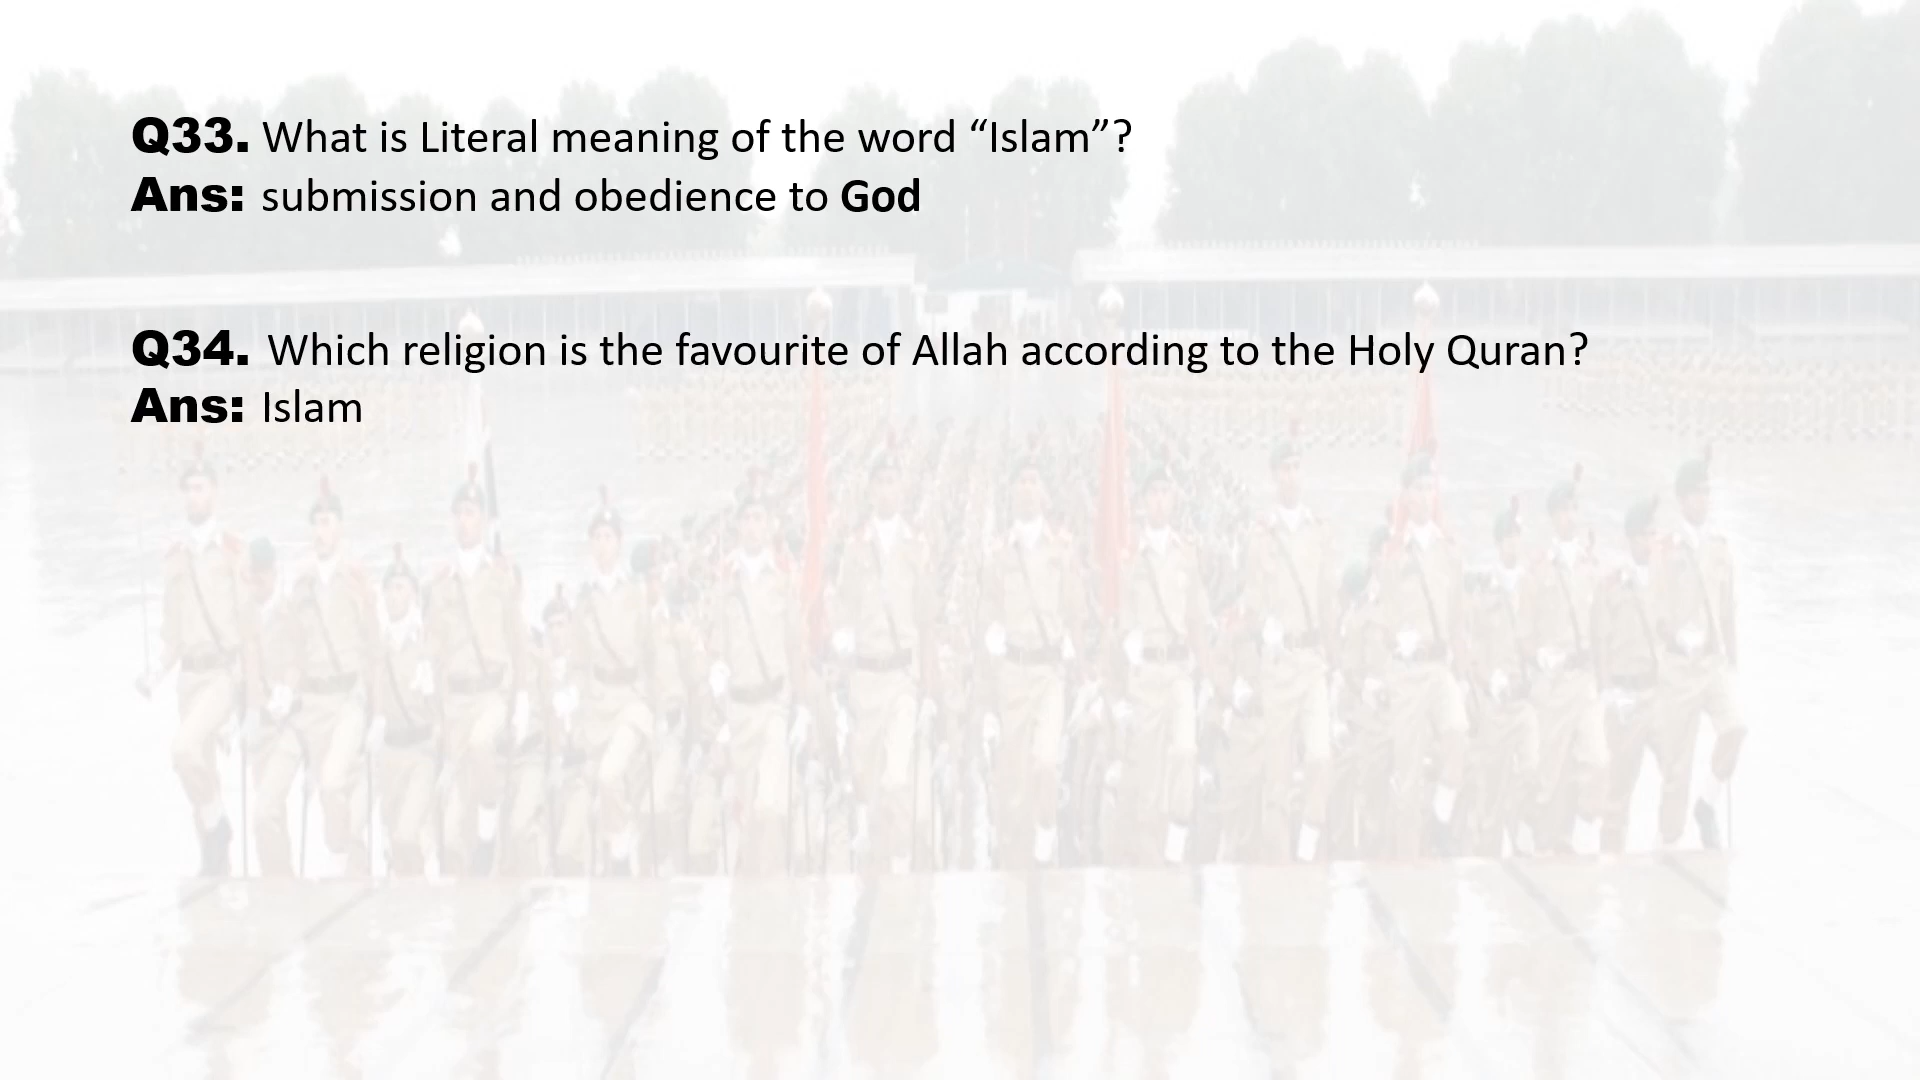 Q33. What is Literal meaning of the word “Islam”?
Ans: submission and obedience to God
Q34. Which religion is the favourite of Allah according to the Holy Quran?
Ans: Islam